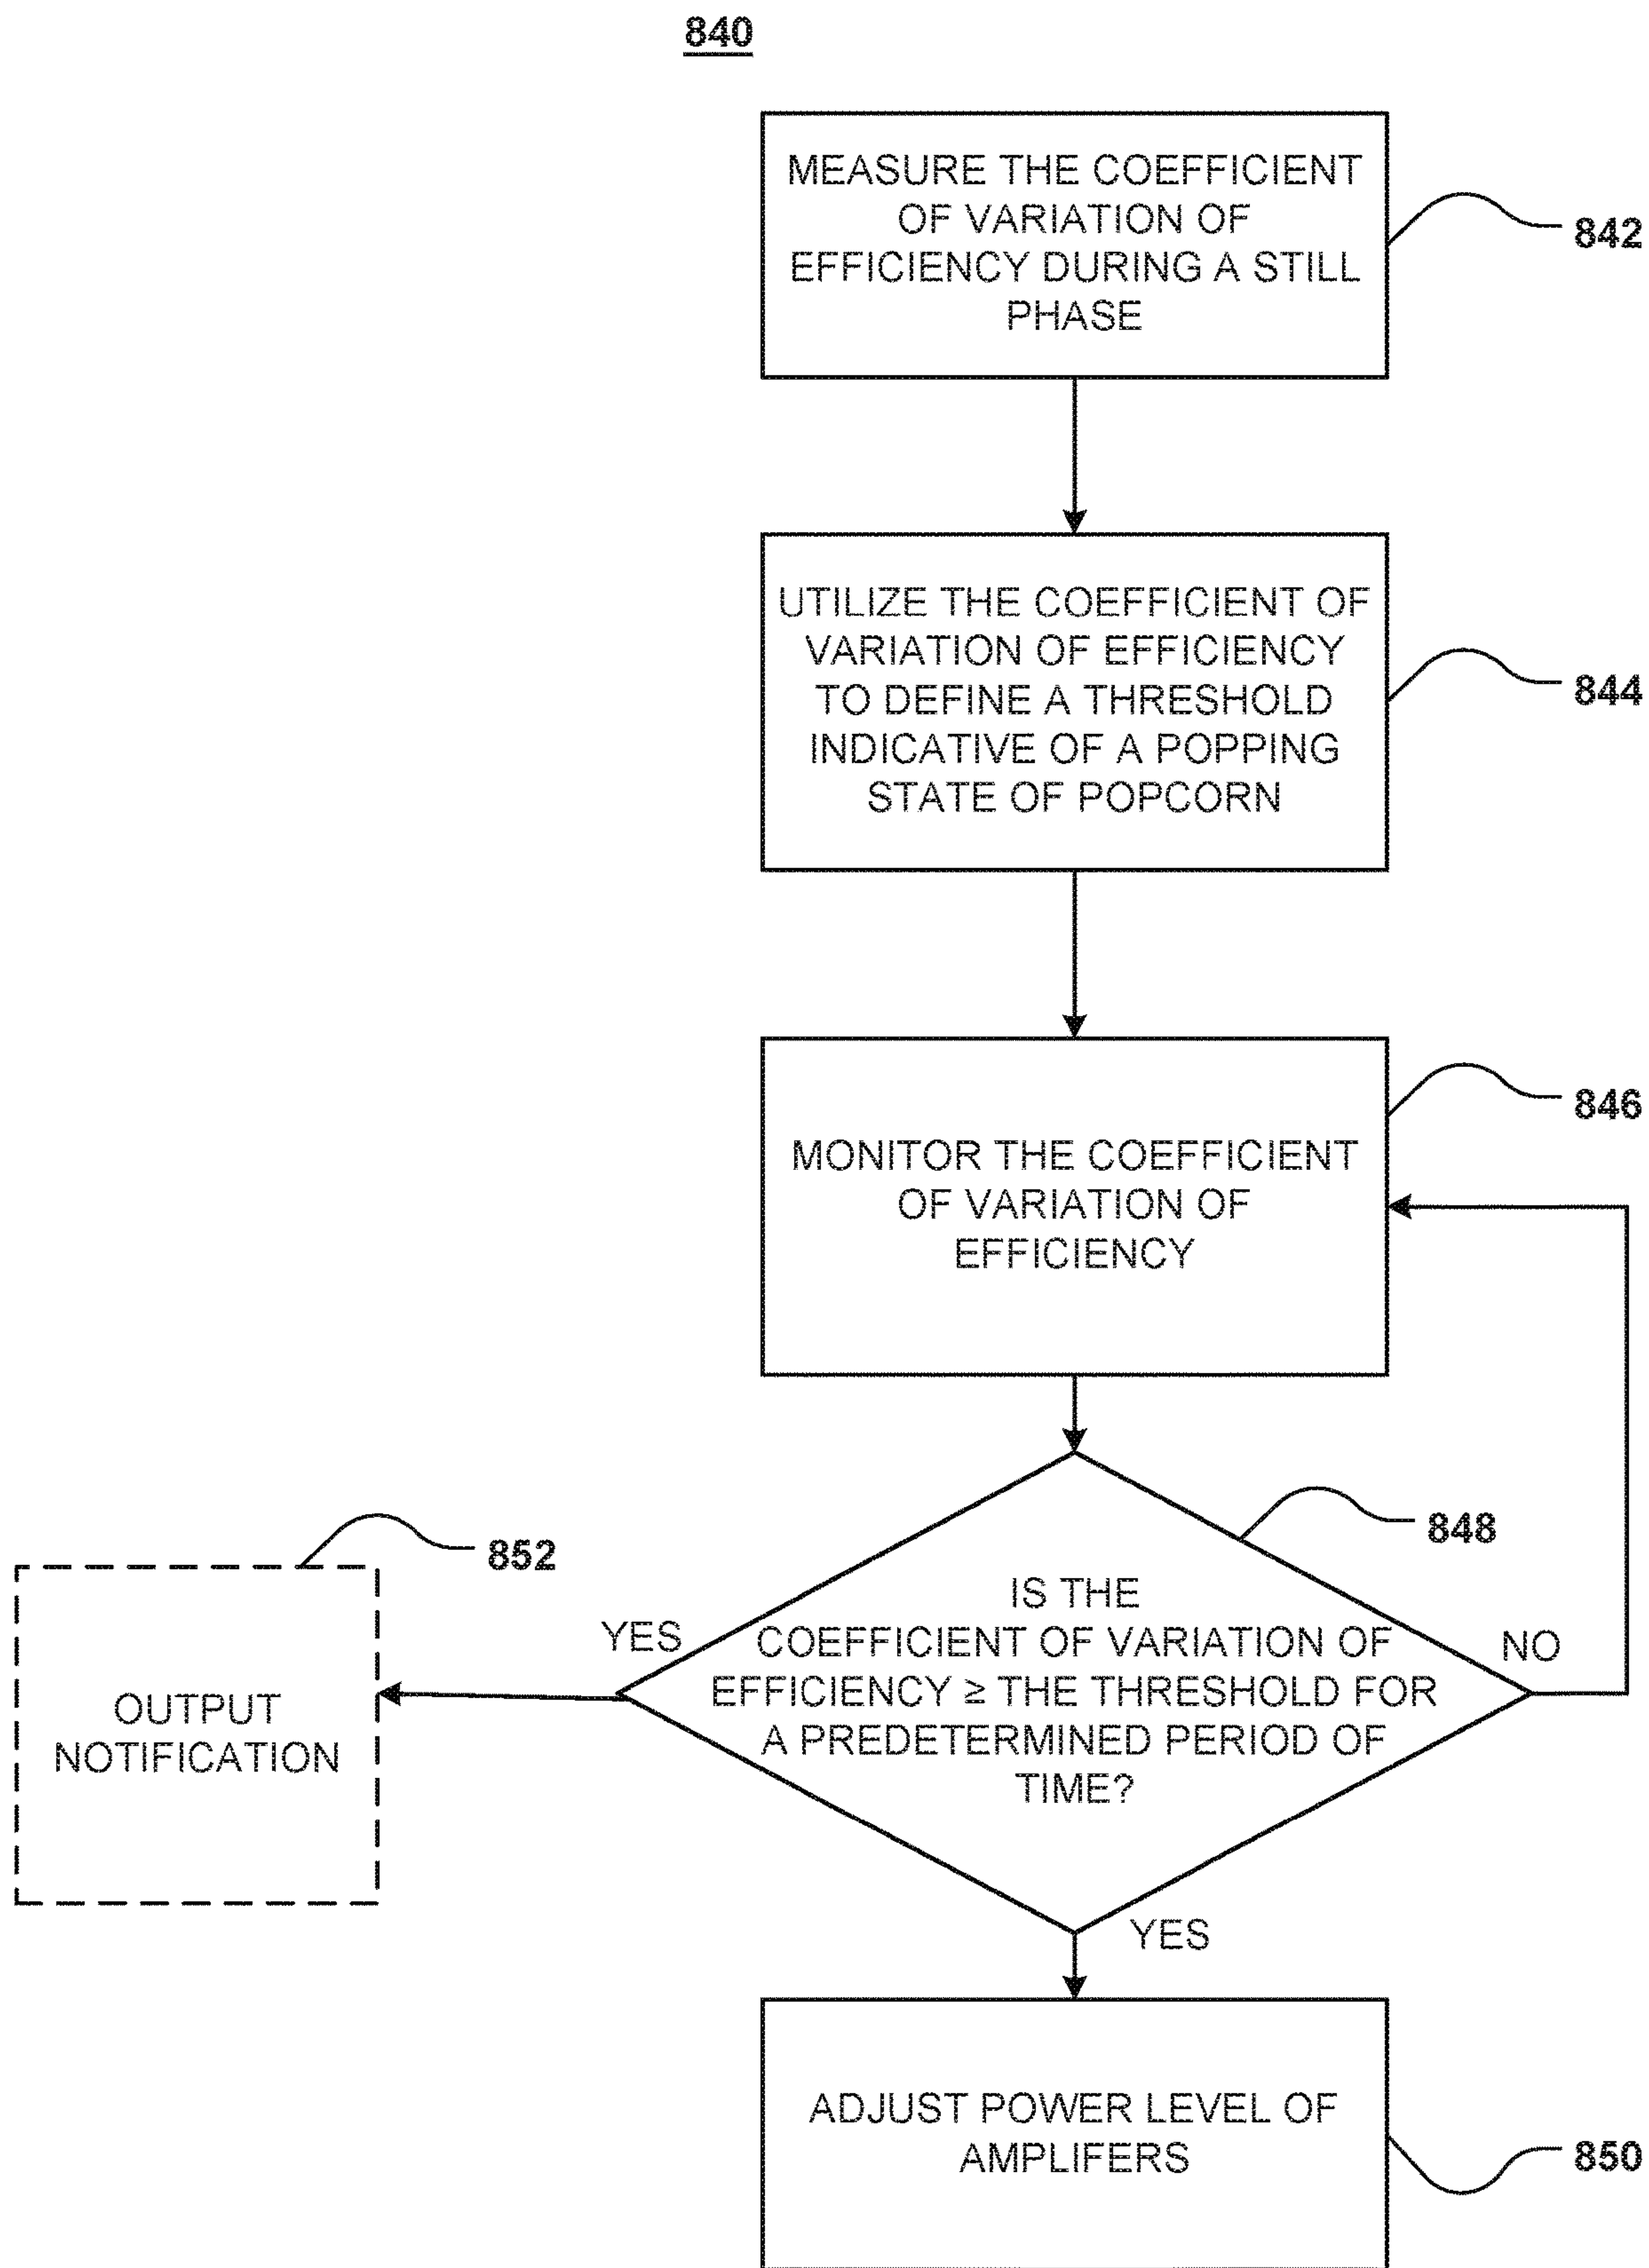 840
MEASURE THE COEFFICIENT
OF VARIATION OF
EFFICIENCY DURING A STILL
PHASE
842
UTILIZE THE COEFFICIENT OF
VARIATION OF EFFICIENCY
TO DEFINE A THRESHOLD
INDICATIVE OF A POPPING
STATE OF POPCORN
844
MONITOR THE COEFFICIENT
OF VARIATION OF
EFFICIENCY
846
IS THE
COEFFICIENT OF VARIATION OF
EFFICIENCY ≥ THE THRESHOLD FOR
A PREDETERMINED PERIOD OF
TIME?
848
NO
YES
852
OUTPUT
NOTIFICATION
YES
ADJUST POWER LEVEL OF
AMPLIFERS
850